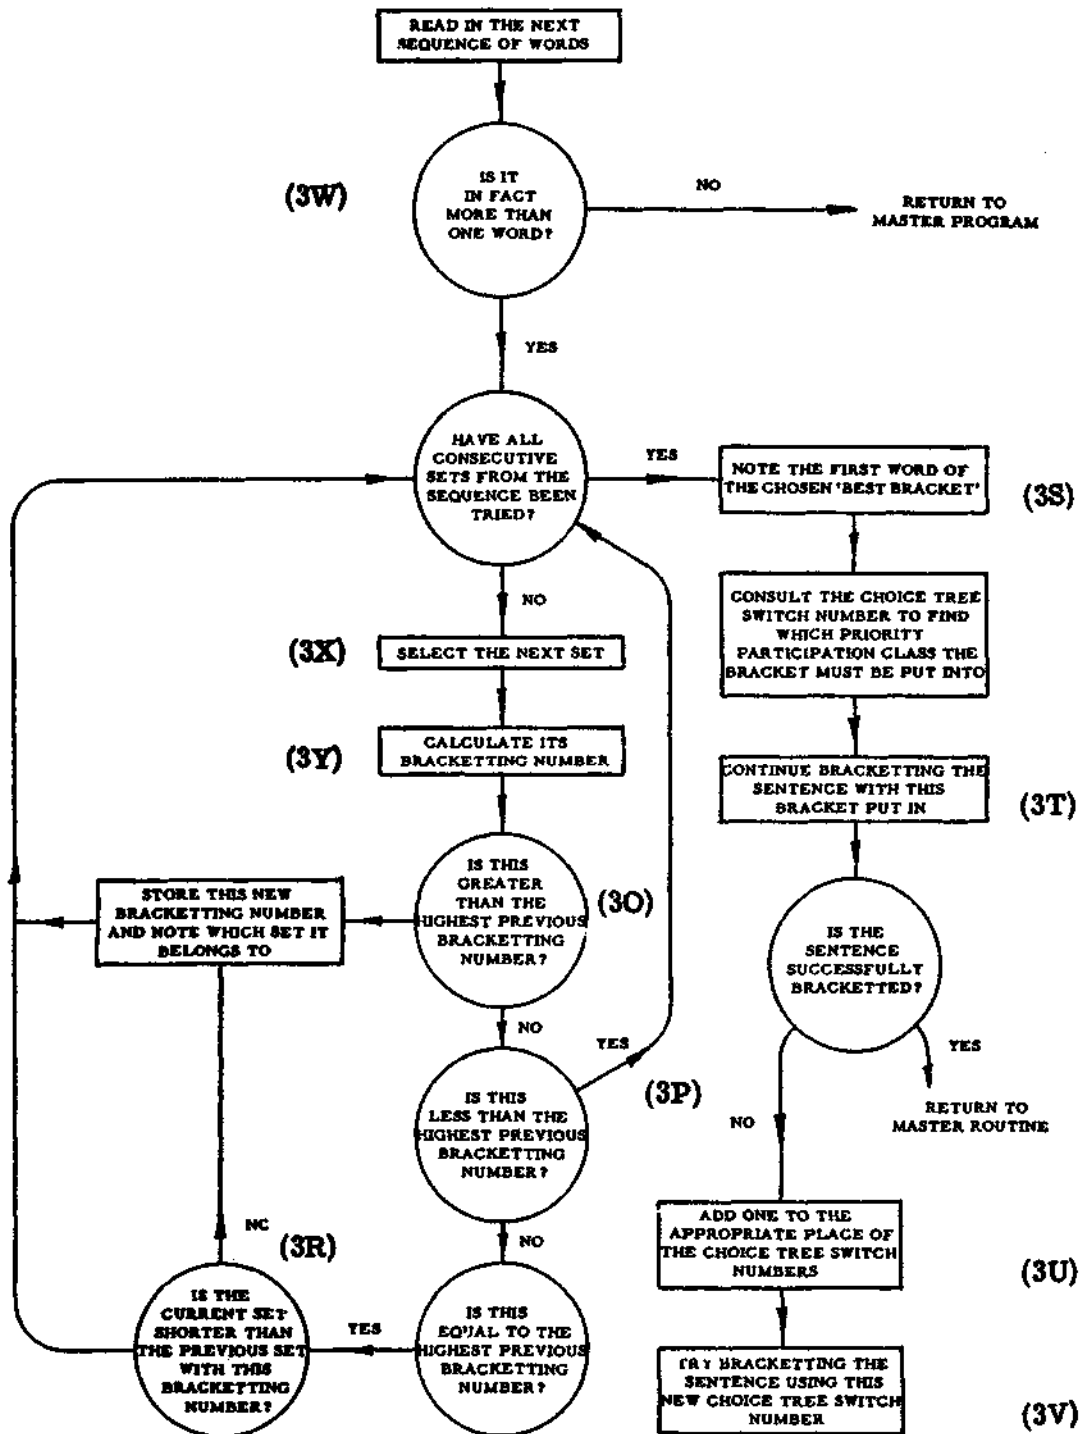 READ IN THE NEXT
SEQUENCE OF WORDS
(3W)
IS IT
IN FACT
MORE THAN
ONE WORD?
NO
RETURN TO
MASTER PROGRAM
YES
HAVE ALL
CONSECUTIVE
SETS FROM THE
SEQUENCE BEEN
TRIED?
YES
NOTE THE FIRST WORD OF
THE CHOSEN 'BEST BRACKET'
(3S)
NO
CONSULT THE CHOICE TREE
SWITCH NUMBER TO FIND
WHICH PRIORITY
PARTICIPATION CLASS THE
BRACKET MUST BE PUT INTO
(3X)
SELECT THE NEXT SET
(3Y)
CALCULATE ITS
BRACKETTING NUMBER
CONTINUE BRACKETTING THE
SENTENCE WITH THIS
BRACKET PUT IN
(3T)
IS THIS
GREATER
THAN THE
HIGHEST PREVIOUS
BRACKETTING
NUMBER?
(3O)
STORE THIS NEW
BRACKETTING NUMBER
AND NOTE WHICH SET IT
BELONGS TO
IS THE
SENTENCE
SUCCESSFULLY
BRACKETTED?
NO
YES
IS THIS
LESS THAN THE
HIGHEST PREVIOUS
BRACKETTING
NUMBER?
(3P)
NO
YES
RETURN TO
MASTER ROUTINE
NO
ADD ONE TO THE
APPROPRIATE PLACE OF
THE CHOICE TREE SWITCH
NUMBERS
(3U)
NC
(3R)
IS THE
CURRENT SET
SHORTER THAN
THE PREVIOUS SET
WITH THIS
BRACKETTING
NUMBER?
YES
IS THIS
EQUAL TO THE
HIGHEST PREVIOUS
BRACKETTING
NUMBER?
TRY BRACKETTING THE
SENTENCE USING THIS
NEW CHOICE TREE SWITCH
NUMBER
(3V)